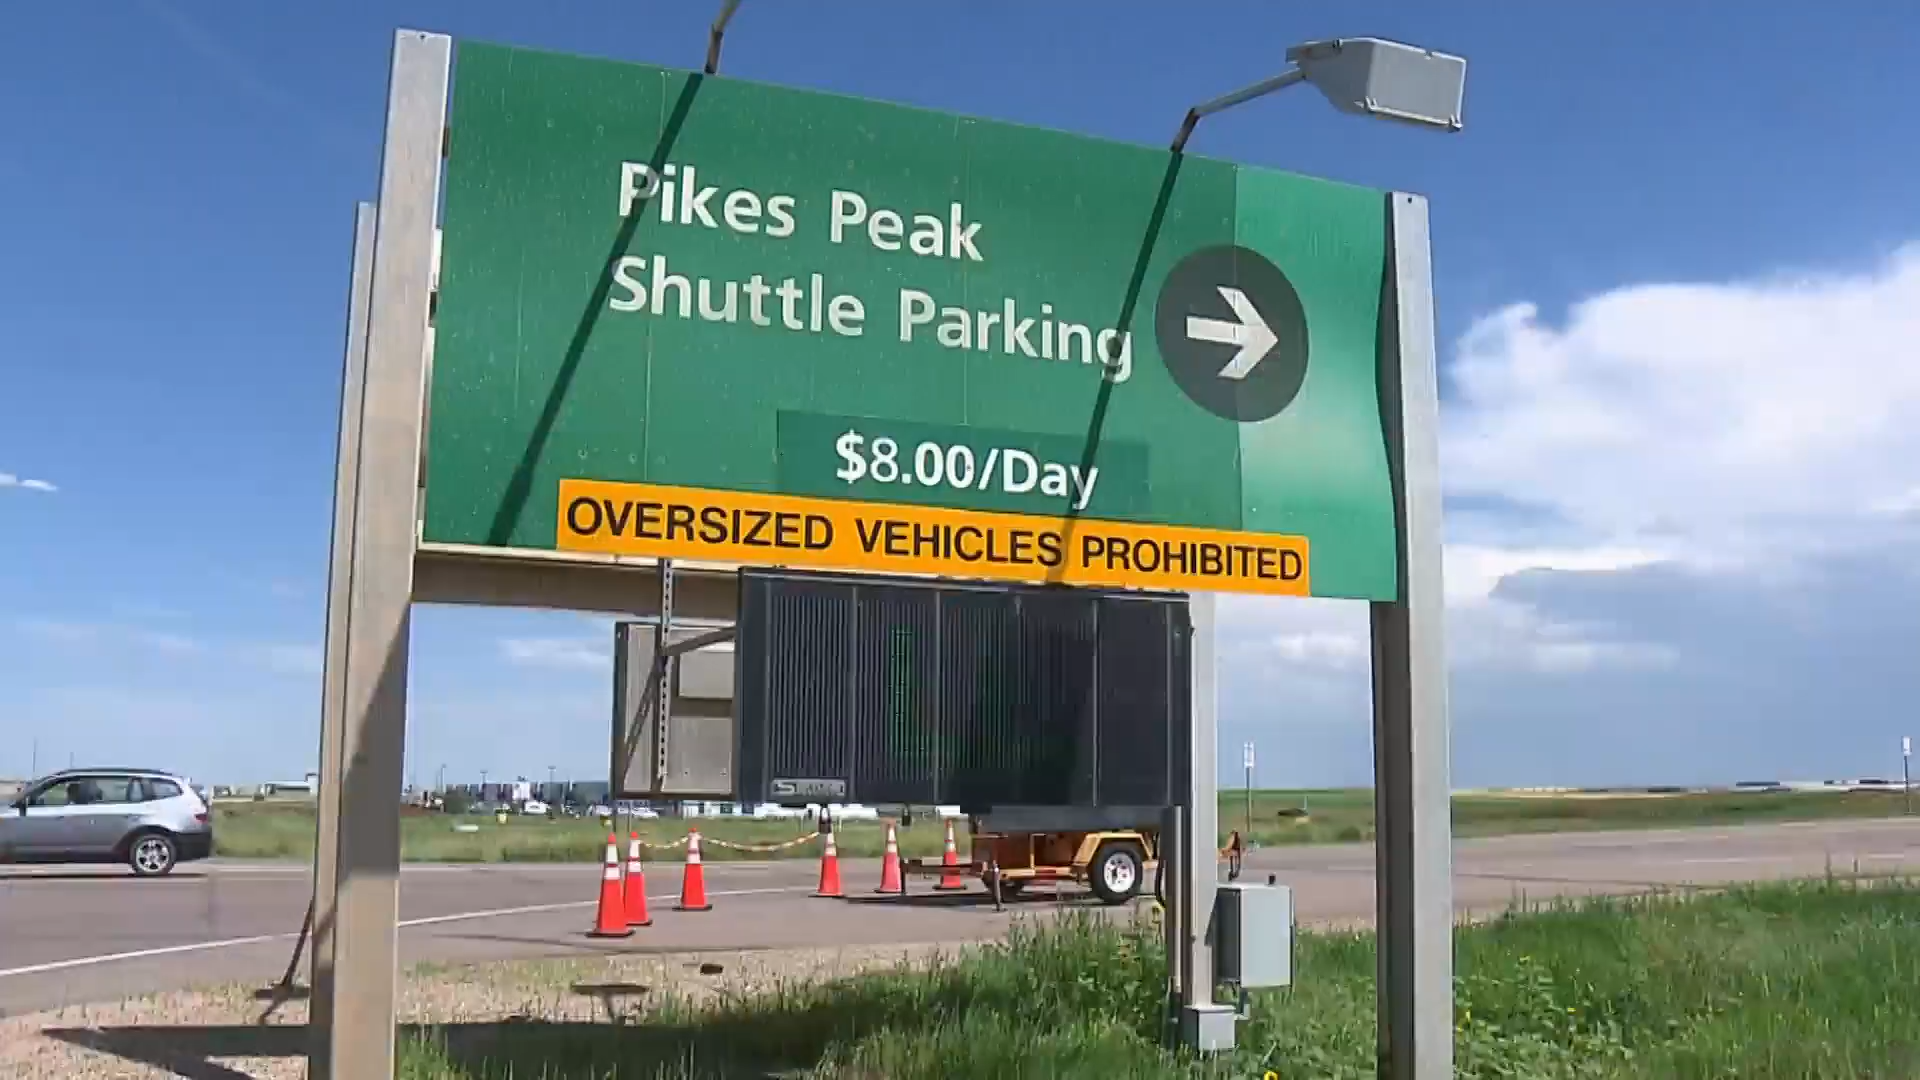 Pikes Peak
Shuttle Parking
$8.00/Day
OVERSIZED VEHICLES PROHIBITED